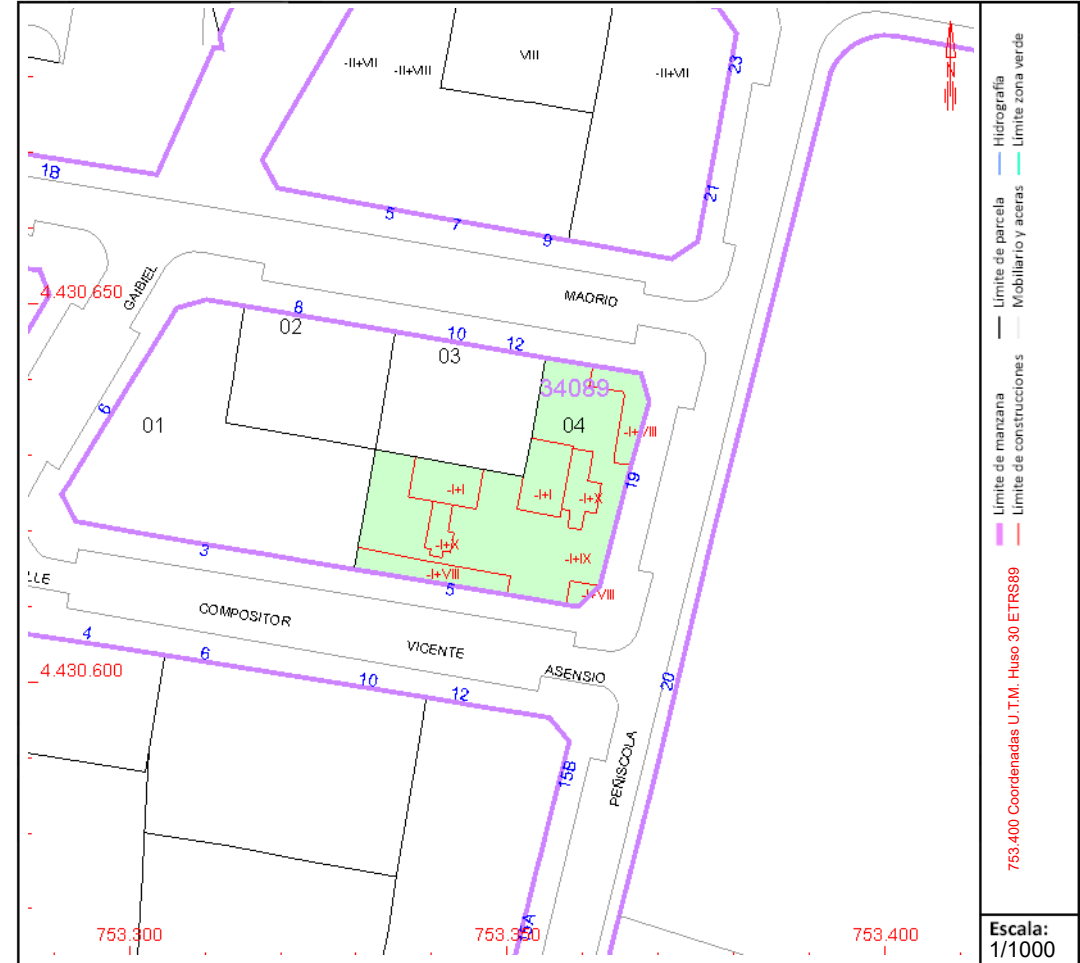 -II+VII
-II+VIII
VIII
-II+VII
23
1B
5
7
9
21
GAIBIEL
4.430.650
MADRID
8
02
10
12
03
34089
6
01
04
-I+VIII
19
-I+I
-I+I
-I+X
-I+X
-I+IX
3
-I+VIII
5
-I+VIII
LLE
COMPOSITOR
VICENTE
ASENSIO
4
6
4.430.600
10
12
20
PEÑISCOLA
15B
15A
753.300
753.350
753.400
N
Hidrografía
Límite zona verde
Límite de parcela
Mobiliario y aceras
Límite de manzana
Límite de construcciones
753.400 Coordenadas U.T.M. Huso 30 ETRS89
Escala:
1/1000